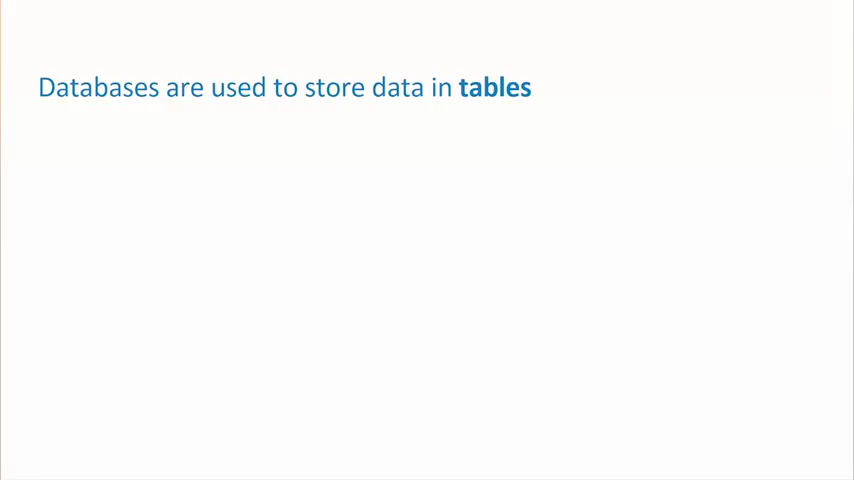 Databases are used to store data in tables